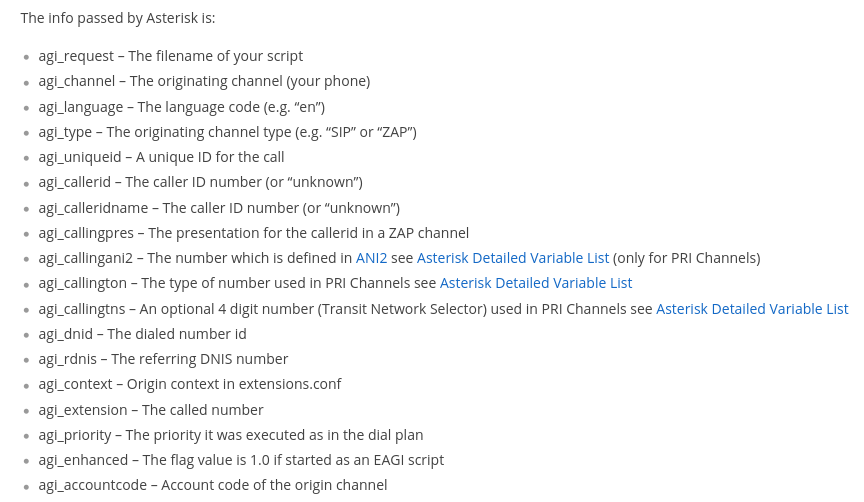 The info passed by Asterisk is:
agi_request – The filename of your script
agi_channel – The originating channel (your phone)
agi_language – The language code (e.g. “en”)
agi_type – The originating channel type (e.g. “SIP” or “ZAP”)
agi_uniqueid – A unique ID for the call
agi_callerid – The caller ID number (or “unknown”)
agi_calleridname – The caller ID number (or “unknown”)
agi_callingpres – The presentation for the callerid in a ZAP channel
agi_callingani2 – The number which is defined in ANI2 see Asterisk Detailed Variable List (only for PRI Channels)
agi_callington – The type of number used in PRI Channels see Asterisk Detailed Variable List
agi_callingtns – An optional 4 digit number (Transit Network Selector) used in PRI Channels see Asterisk Detailed Variable List
agi_dnid – The dialed number id
agi_rdnis – The referring DNIS number
agi_context – Origin context in extensions.conf
agi_extension – The called number
agi_priority – The priority it was executed as in the dial plan
agi_enhanced – The flag value is 1.0 if started as an EAGI script
agi_accountcode – Account code of the origin channel